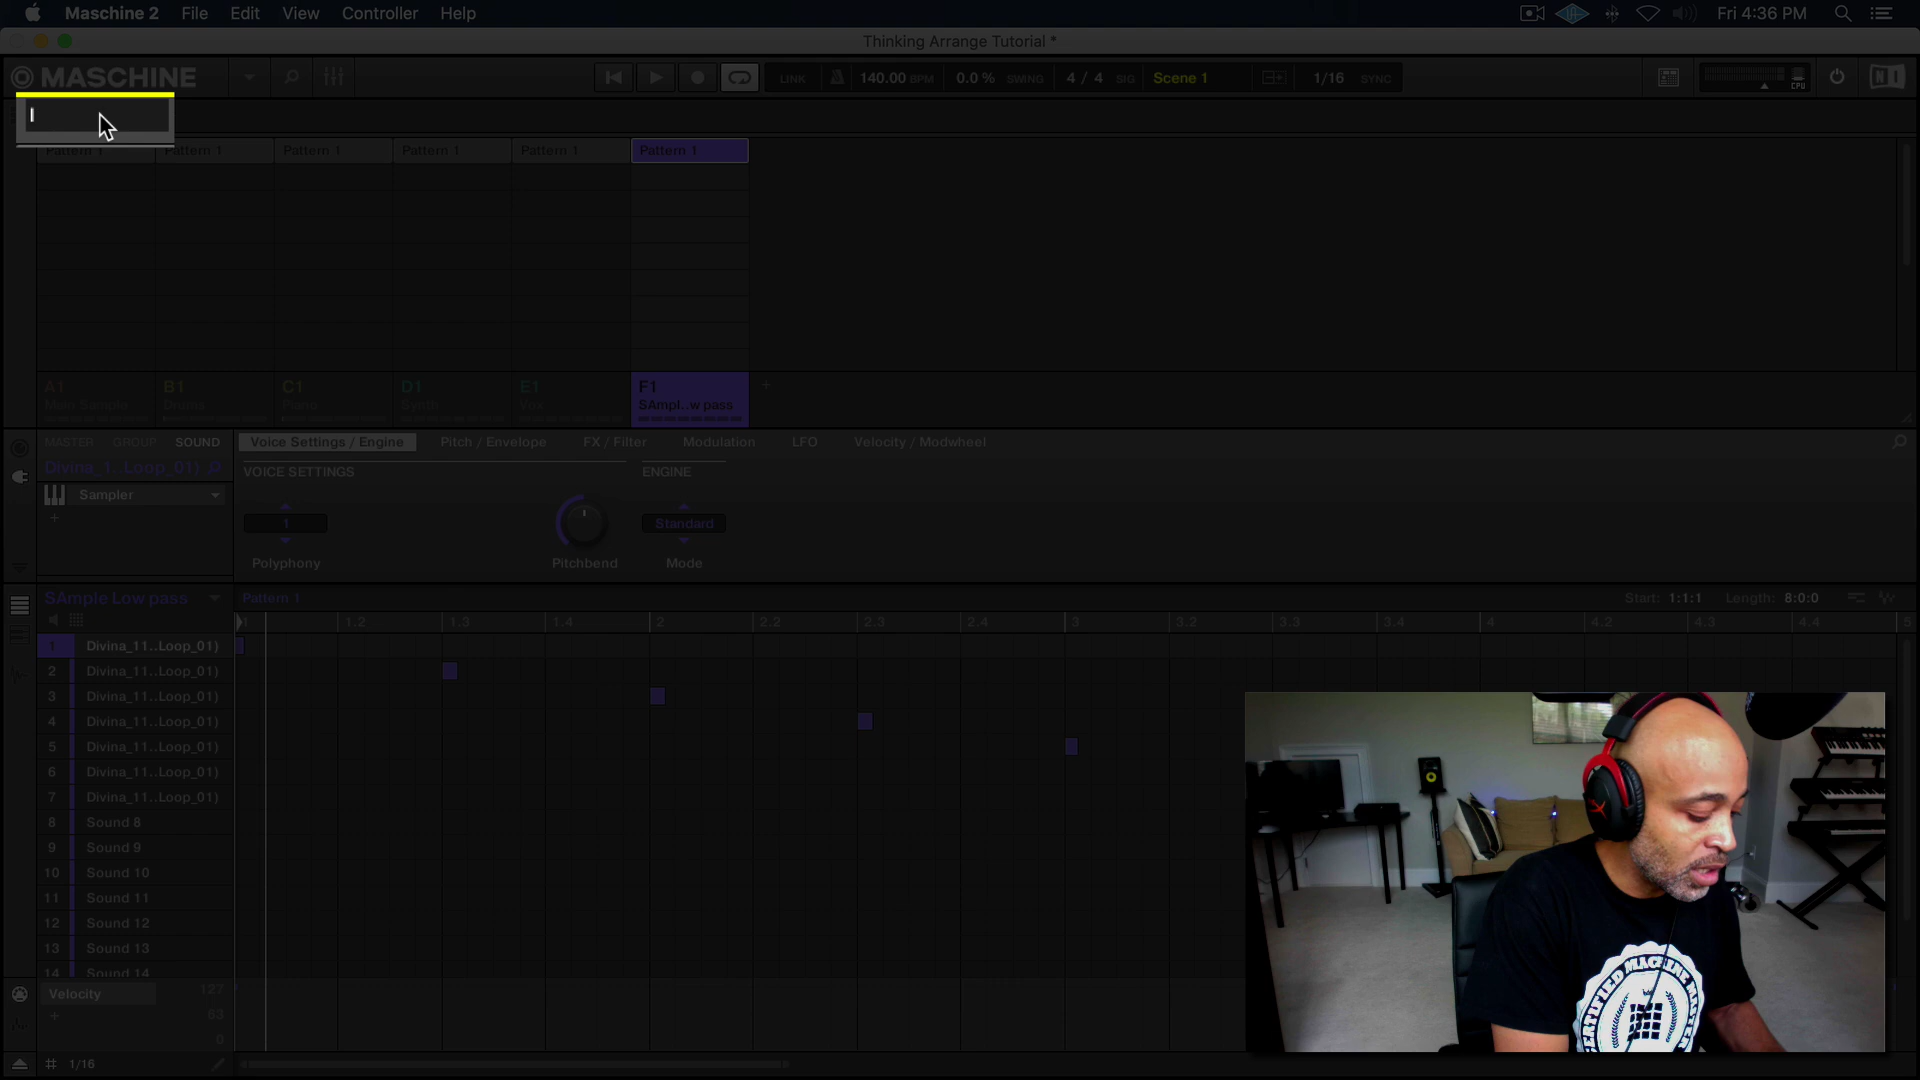 Maschine 2 File Edit View Controller Help Fri 4:36 PM
Thinking Arrange Tutorial *
MASCHINE LINK 140.00 BPM 0.0 % SWING 4 / 4 SIG Scene 1 1/16 SYNC CPU
Pattern 1 Pattern 1 Pattern 1 Pattern 1 Pattern 1 Pattern 1
A1 B1 C1 D1 E1 F1
Main Sample Drums Piano Synth Vox SAmpl..w pass
MASTER GROUP SOUND Voice Settings / Engine Pitch / Envelope FX / Filter Modulation LFO Velocity / Modwheel
Divina_1..Loop_01) VOICE SETTINGS ENGINE
Sampler
1 Standard
Polyphony Pitchbend Mode
SAmple Low pass Pattern 1 Start: 1:1:1 Length: 8:0:0
1 1.2 1.3 1.4 2 2.2 2.3 2.4 3 3.2 3.3 3.4 4 4.2 4.3 4.4 5
1 Divina_11..Loop_01)
2 Divina_11..Loop_01)
3 Divina_11..Loop_01)
4 Divina_11..Loop_01)
5 Divina_11..Loop_01)
6 Divina_11..Loop_01)
7 Divina_11..Loop_01)
8 Sound 8
9 Sound 9
10 Sound 10
11 Sound 11
12 Sound 12
13 Sound 13
14 Sound 14
Velocity 127
63
0
1/16
CERTIFIED MACHINE MASTER